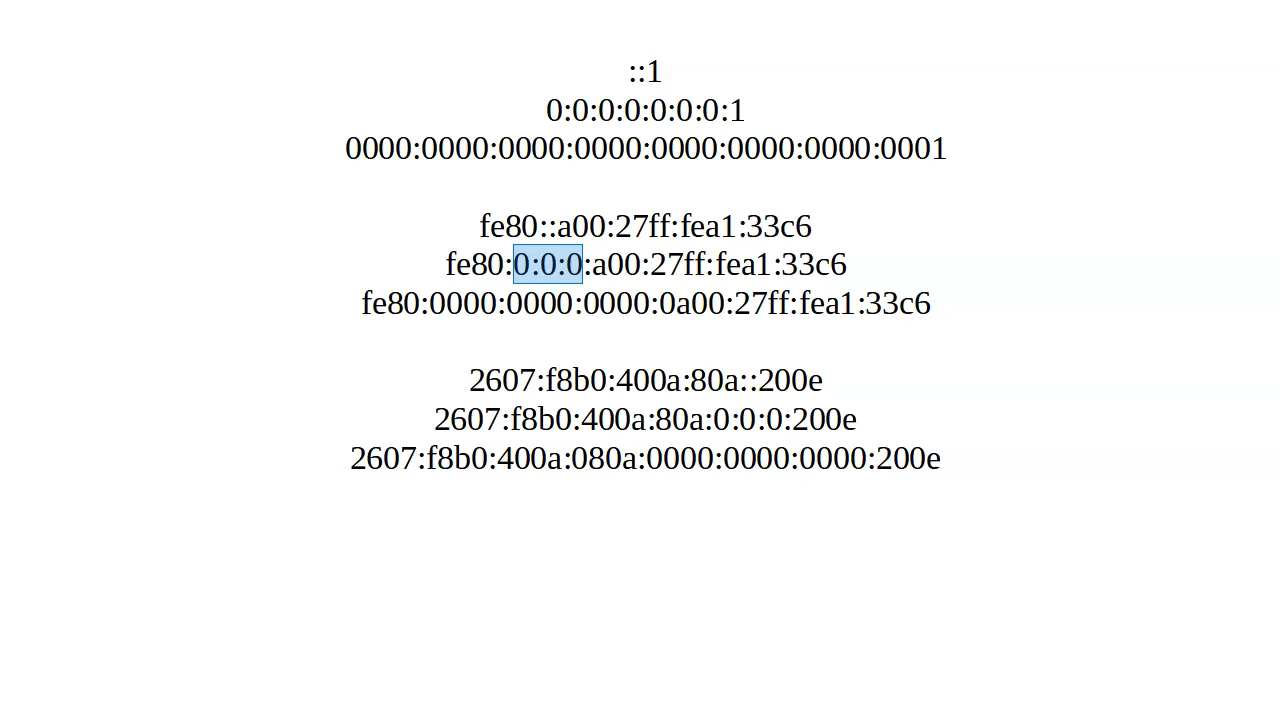 ::1
0:0:0:0:0:0:0:1
0000:0000:0000:0000:0000:0000:0000:0001
fe80::a00:27ff:fea1:33c6
fe80:0:0:0:a00:27ff:fea1:33c6
fe80:0000:0000:0000:0a00:27ff:fea1:33c6
2607:f8b0:400a:80a::200e
2607:f8b0:400a:80a:0:0:0:200e
2607:f8b0:400a:080a:0000:0000:0000:200e